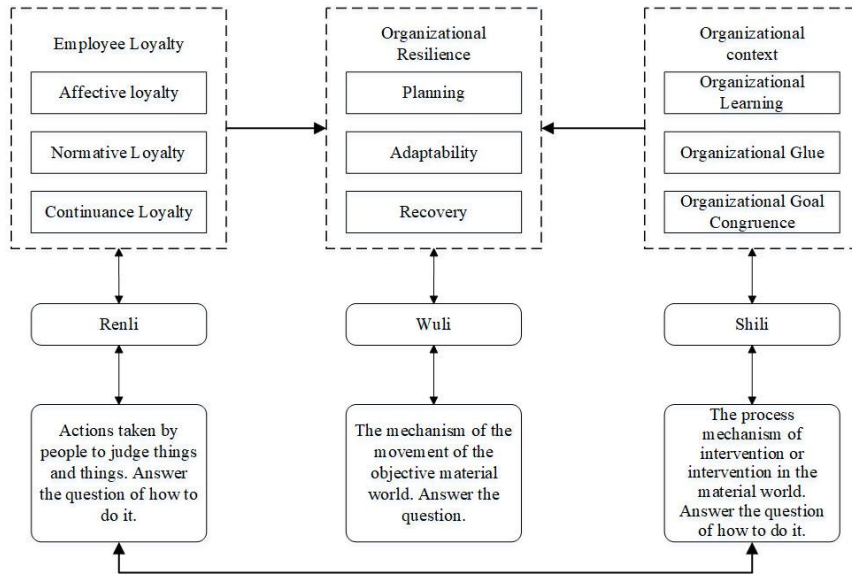 Employee Loyalty
Affective loyalty
Normative Loyalty
Continuance Loyalty
Organizational
Resilience
Planning
Adaptability
Recovery
Organizational
context
Organizational
Learning
Organizational Glue
Organizational Goal
Congruence
Renli
Wuli
Shili
Actions taken by
people to judge things
and things. Answer
the question of how to
do it.
The mechanism of the
movement of the
objective material
world. Answer the
question.
The process
mechanism of
intervention or
intervention in the
material world.
Answer the question
of how to do it.